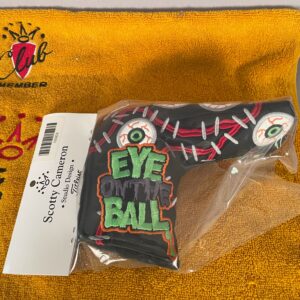 Club
MEMBER
Scotty Cameron
• Studio Design •
Titleist
EYE
ON THE
BALL